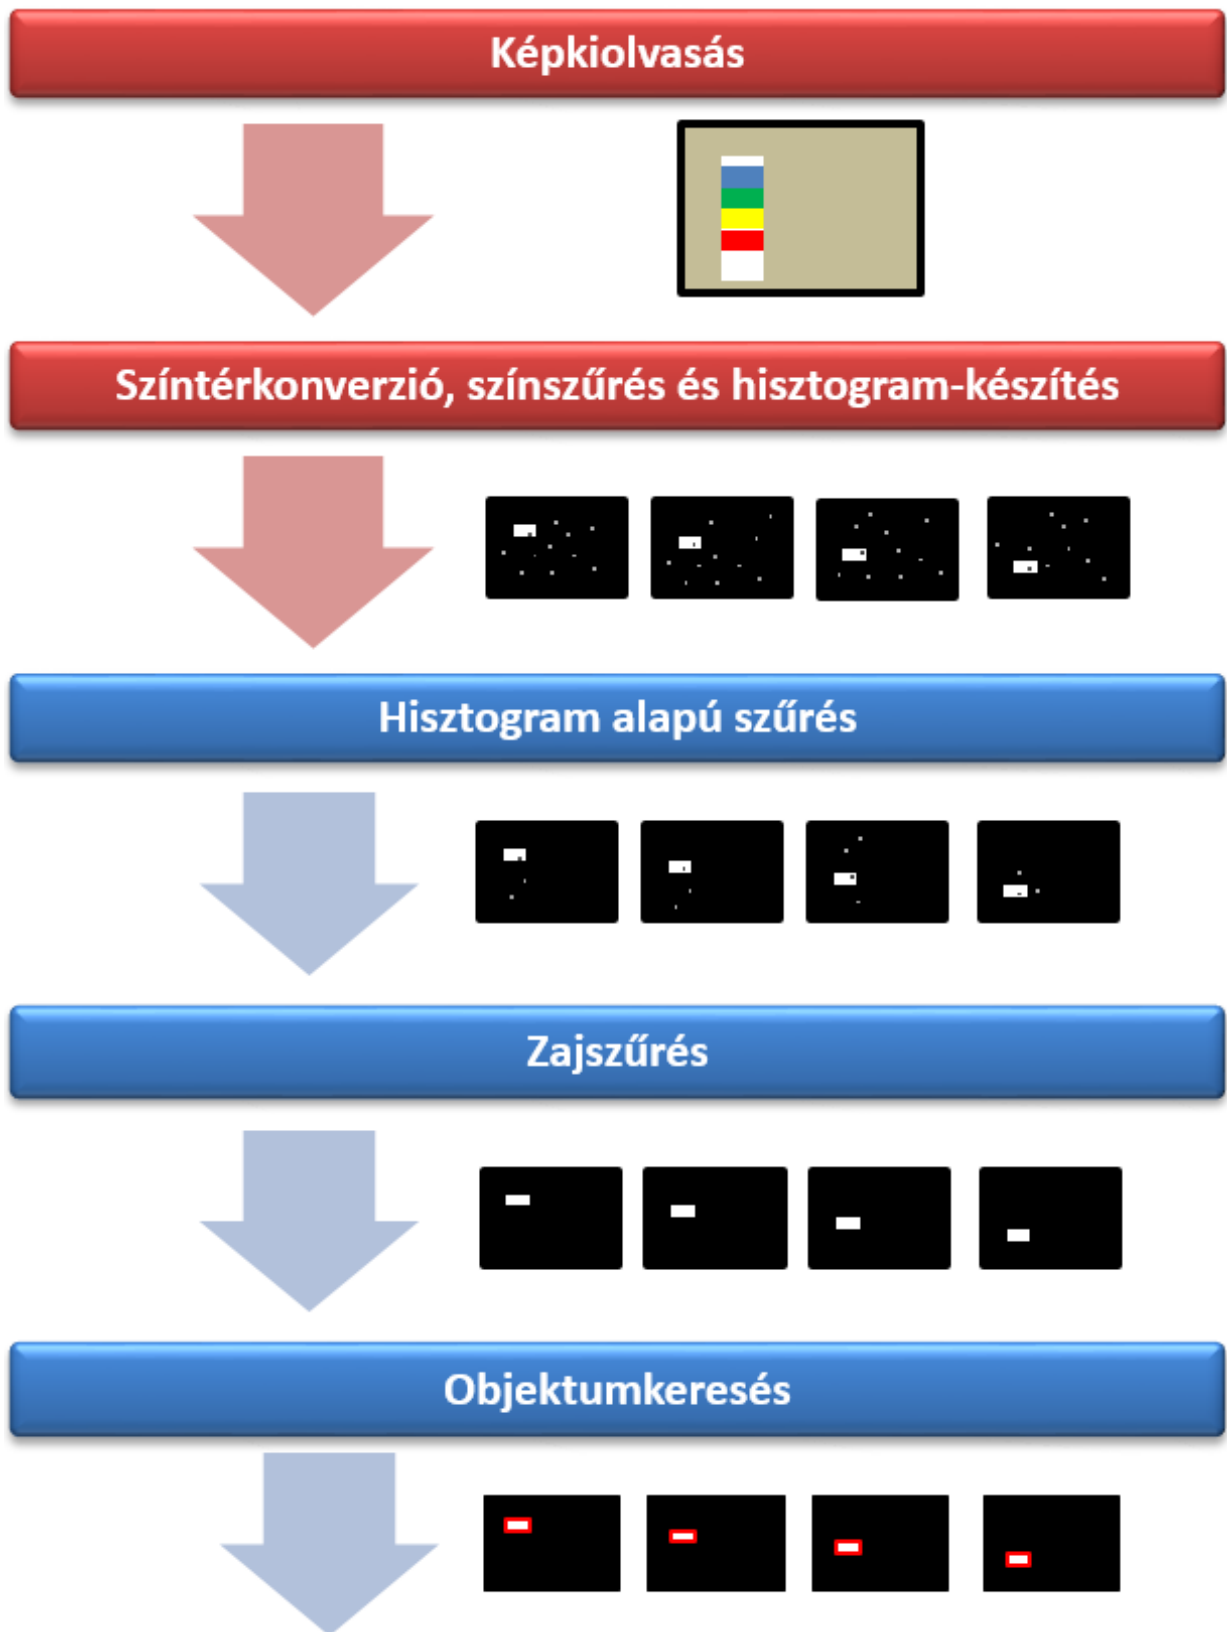 Képkiolvasás
Színtérkonverzió, színszűrés és hisztogram-készítés
Hisztogram alapú szűrés
Zajszűrés
Objektumkeresés